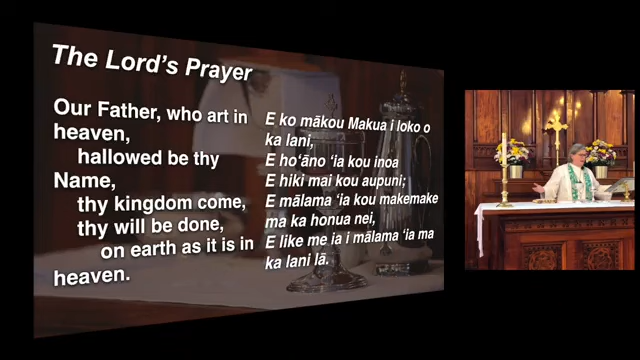 The Lord's Prayer
Our Father, who art in
heaven,
hallowed be thy
Name,
thy kingdom come,
thy will be done,
on earth as it is in
heaven.
E ko mākou Makua i loko o
ka lani,
E hoʻāno ʻia kou inoa
E hiki mai kou aupuni;
E mālama ʻia kou makemake
ma ka honua nei,
E like me ia i mālama ʻia ma
ka lani lā.